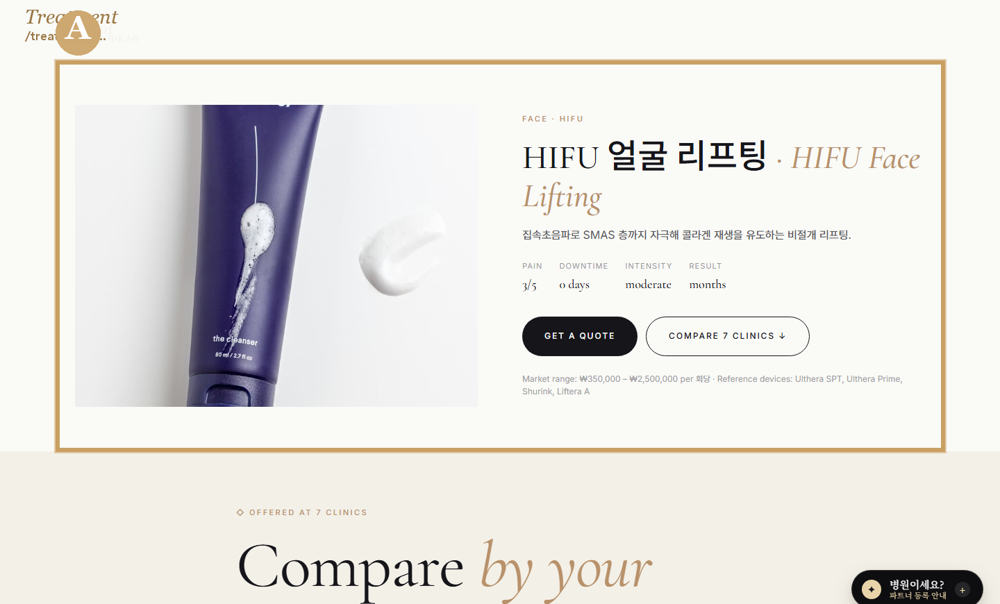 Treatment
A
/treat...
FACE · HIFU
HIFU 얼굴 리프팅 · HIFU Face
Lifting
집속초음파로 SMAS 층까지 자극해 콜라겐 재생을 유도하는 비절개 리프팅.
PAIN DOWNTIME INTENSITY RESULT
3/5 0 days moderate months
GET A QUOTE COMPARE 7 CLINICS ↓
Market range: ₩350,000 – ₩2,500,000 per 회당 · Reference devices: Ulthera SPT, Ulthera Prime,
Shurink, Liftera A
the cleanser
80 ml / 2.7 fl oz
◇ OFFERED AT 7 CLINICS
Compare by your
병원이세요?
파트너 등록 안내
+